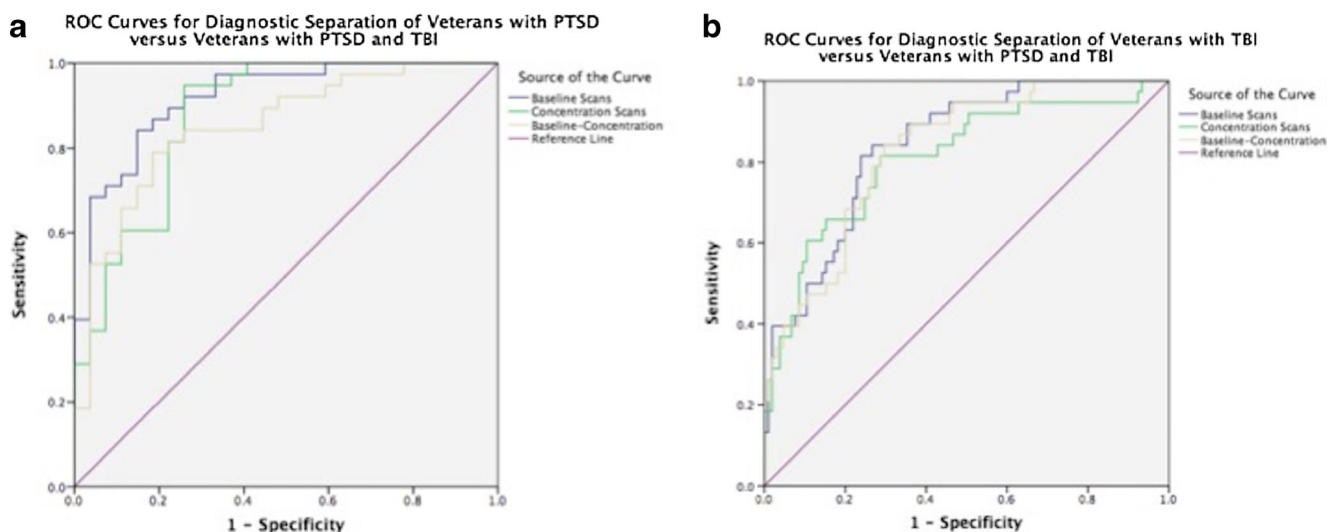 a
ROC Curves for Diagnostic Separation of Veterans with PTSD
versus Veterans with PTSD and TBI
1.0
0.8
0.6
0.4
0.2
0.0
Sensitivity
0.0 0.2 0.4 0.6 0.8 1.0
1 - Specificity
Source of the Curve
Baseline Scans
Concentration Scans
Baseline-Concentration
Reference Line
b
ROC Curves for Diagnostic Separation of Veterans with TBI
versus Veterans with PTSD and TBI
1.0
0.8
0.6
0.4
0.2
0.0
Sensitivity
0.0 0.2 0.4 0.6 0.8 1.0
1 - Specificity
Source of the Curve
Baseline Scans
Concentration Scans
Baseline-Concentration
Reference Line